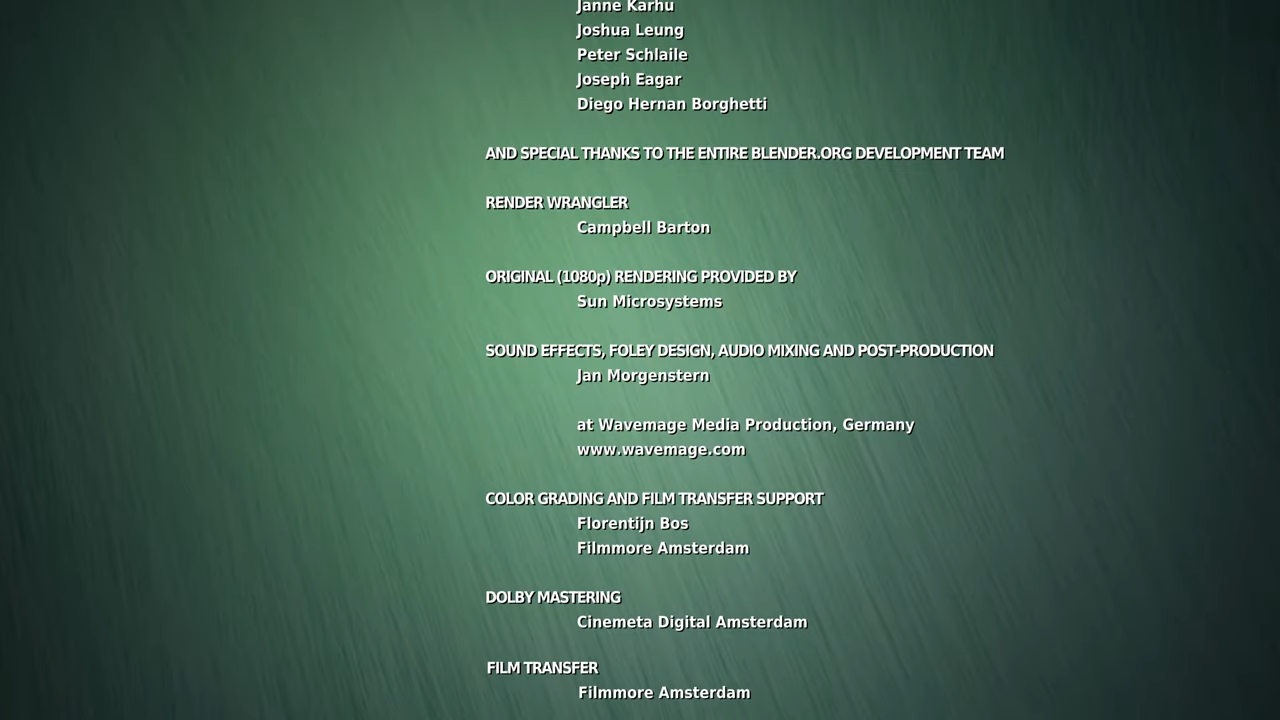 Janne Karhu
Joshua Leung
Peter Schlaile
Joseph Eagar
Diego Hernan Borghetti
AND SPECIAL THANKS TO THE ENTIRE BLENDER.ORG DEVELOPMENT TEAM
RENDER WRANGLER
Campbell Barton
ORIGINAL (1080p) RENDERING PROVIDED BY
Sun Microsystems
SOUND EFFECTS, FOLEY DESIGN, AUDIO MIXING AND POST-PRODUCTION
Jan Morgenstern
at Wavemage Media Production, Germany
www.wavemage.com
COLOR GRADING AND FILM TRANSFER SUPPORT
Florentijn Bos
Filmmore Amsterdam
DOLBY MASTERING
Cinemeta Digital Amsterdam
FILM TRANSFER
Filmmore Amsterdam